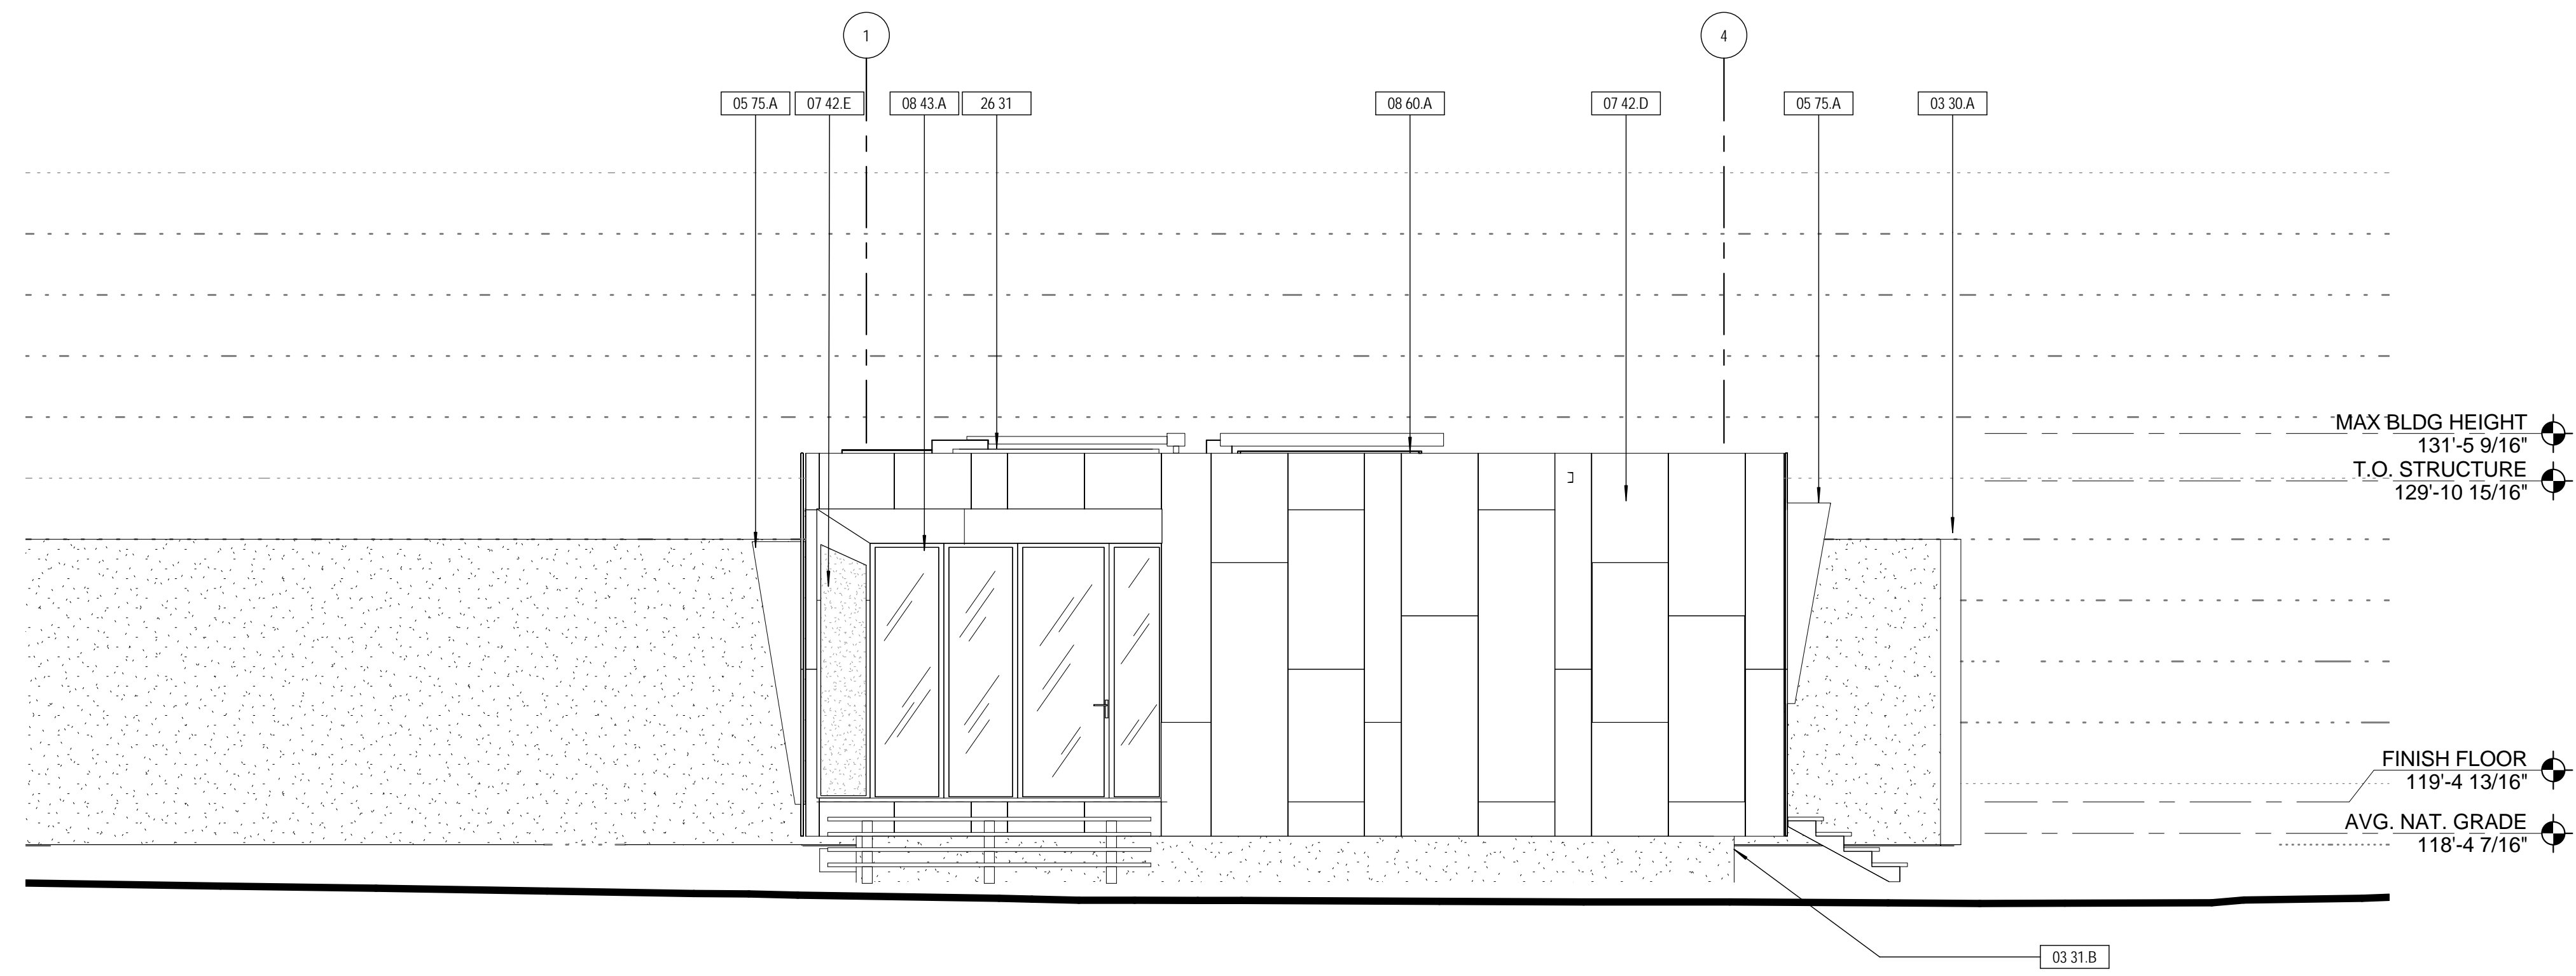 1
4
05 75.A
07 42.E
08 43.A
26 31
08 60.A
07 42.D
05 75.A
03 30.A
MAX BLDG HEIGHT
131'-5 9/16"
T.O. STRUCTURE
129'-10 15/16"
FINISH FLOOR
119'-4 13/16"
AVG. NAT. GRADE
118'-4 7/16"
03 31.B